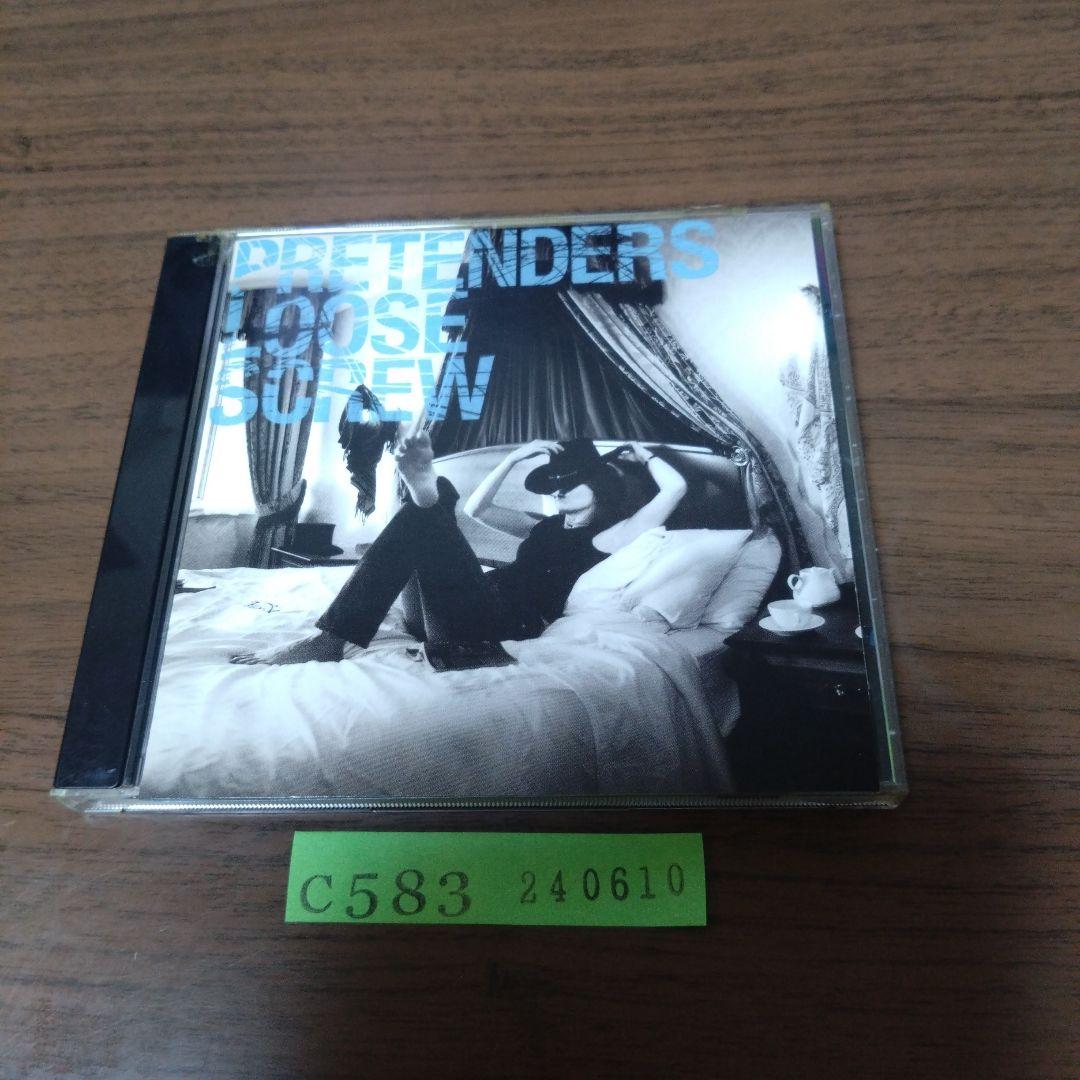 PRETENDERS
LOOSE
SCREW
C583 240610